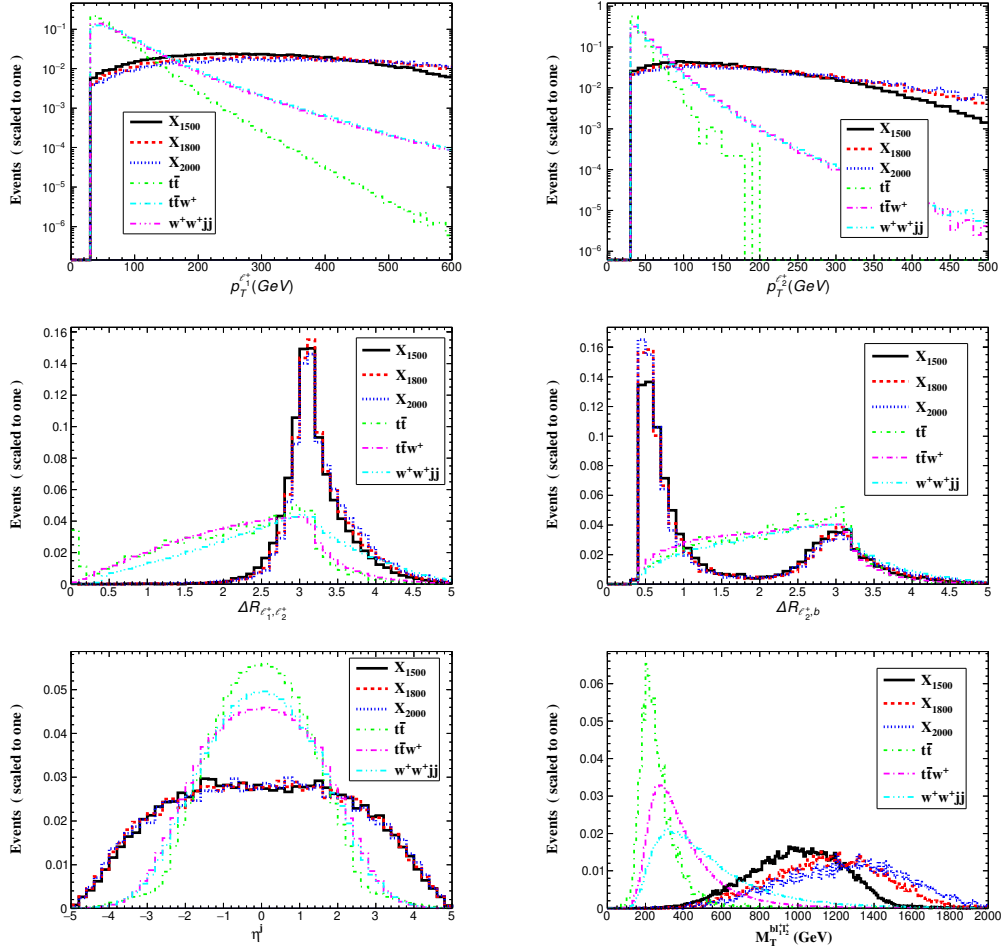 Events ( scaled to one )
10⁻¹
10⁻²
10⁻³
10⁻⁴
10⁻⁵
10⁻⁶
X₁₅₀₀
X₁₈₀₀
X₂₀₀₀
tt̅
tt̅w⁺
w⁺w⁺jj
0 100 200 300 400 500 600
p_T^{ℓ₁⁺}(GeV)
Events ( scaled to one )
1
10⁻¹
10⁻²
10⁻³
10⁻⁴
10⁻⁵
10⁻⁶
X₁₅₀₀
X₁₈₀₀
X₂₀₀₀
tt̅
tt̅w⁺
w⁺w⁺jj
0 50 100 150 200 250 300 350 400 450 500
p_T^{ℓ₂⁺}(GeV)
Events ( scaled to one )
0.16
0.14
0.12
0.1
0.08
0.06
0.04
0.02
0
X₁₅₀₀
X₁₈₀₀
X₂₀₀₀
tt̅
tt̅w⁺
w⁺w⁺jj
0 0.5 1 1.5 2 2.5 3 3.5 4 4.5 5
ΔR_{ℓ₁⁺,ℓ₂⁺}
Events ( scaled to one )
0.16
0.14
0.12
0.1
0.08
0.06
0.04
0.02
0
X₁₅₀₀
X₁₈₀₀
X₂₀₀₀
tt̅
tt̅w⁺
w⁺w⁺jj
0 0.5 1 1.5 2 2.5 3 3.5 4 4.5 5
ΔR_{ℓ₂⁺,b}
Events ( scaled to one )
0.05
0.04
0.03
0.02
0.01
0
X₁₅₀₀
X₁₈₀₀
X₂₀₀₀
tt̅
tt̅w⁺
w⁺w⁺jj
−5 −4 −3 −2 −1 0 1 2 3 4 5
η^j
Events ( scaled to one )
0.06
0.05
0.04
0.03
0.02
0.01
0
X₁₅₀₀
X₁₈₀₀
X₂₀₀₀
tt̅
tt̅w⁺
w⁺w⁺jj
0 200 400 600 800 1000 1200 1400 1600 1800 2000
M_T^{bl₁⁺l₂⁺} (GeV)